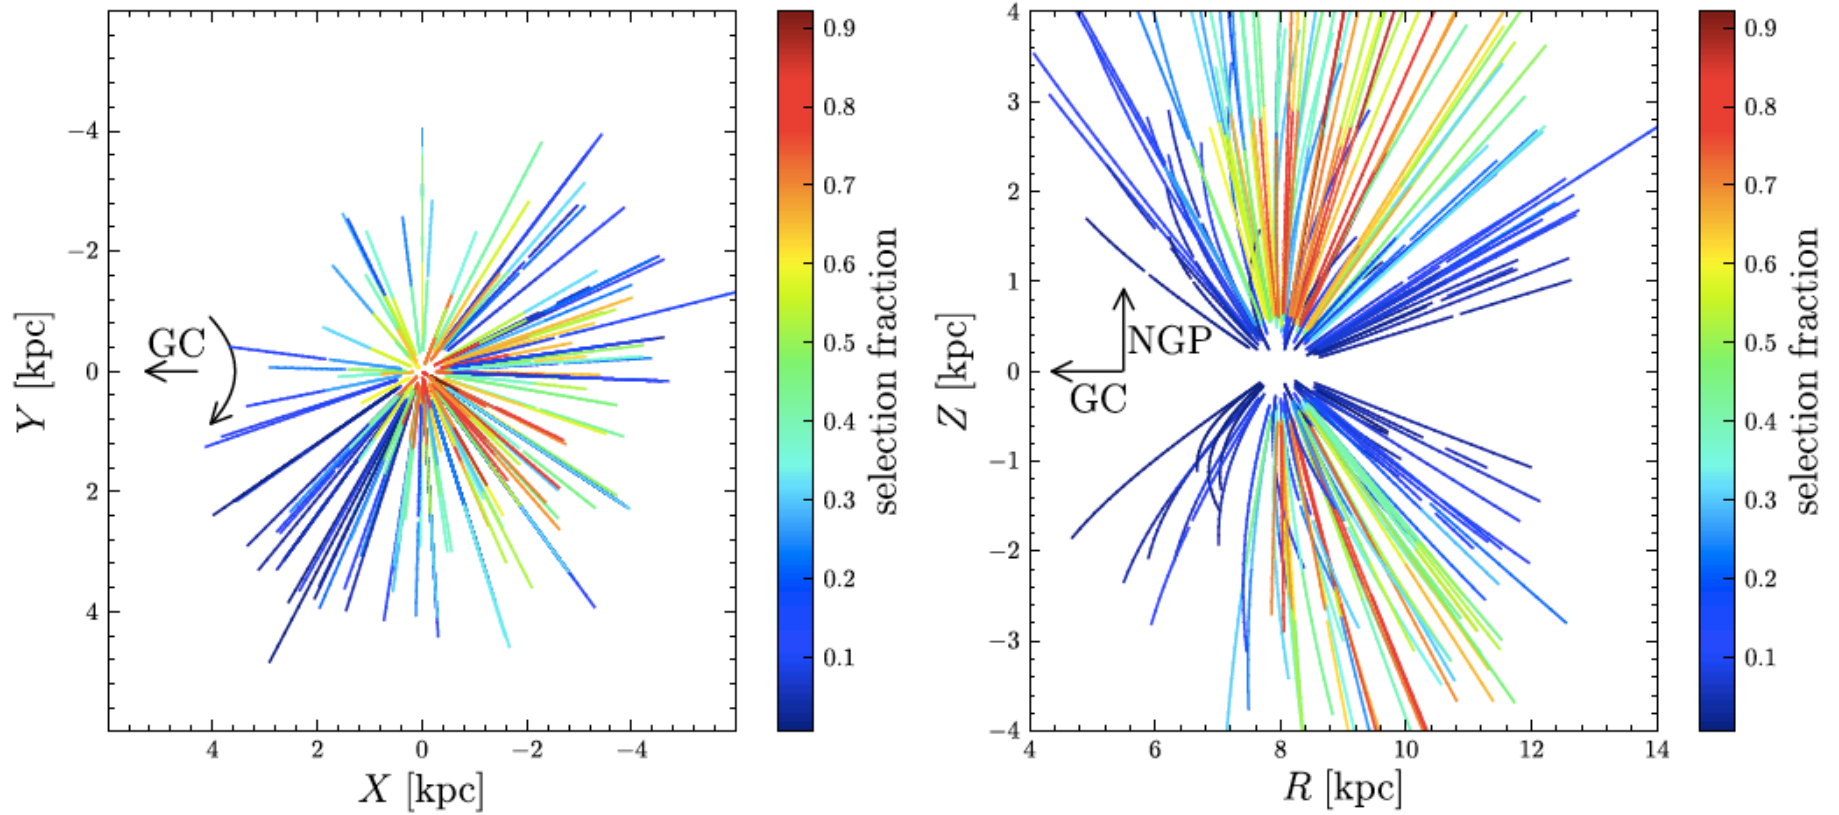 −4
−2
0
2
4
Y [kpc]
GC
4 2 0 −2 −4
X [kpc]
0.9
0.8
0.7
0.6
0.5
0.4
0.3
0.2
0.1
selection fraction
4
3
2
1
0
−1
−2
−3
−4
Z [kpc]
NGP
GC
4 6 8 10 12 14
R [kpc]
0.9
0.8
0.7
0.6
0.5
0.4
0.3
0.2
0.1
selection fraction